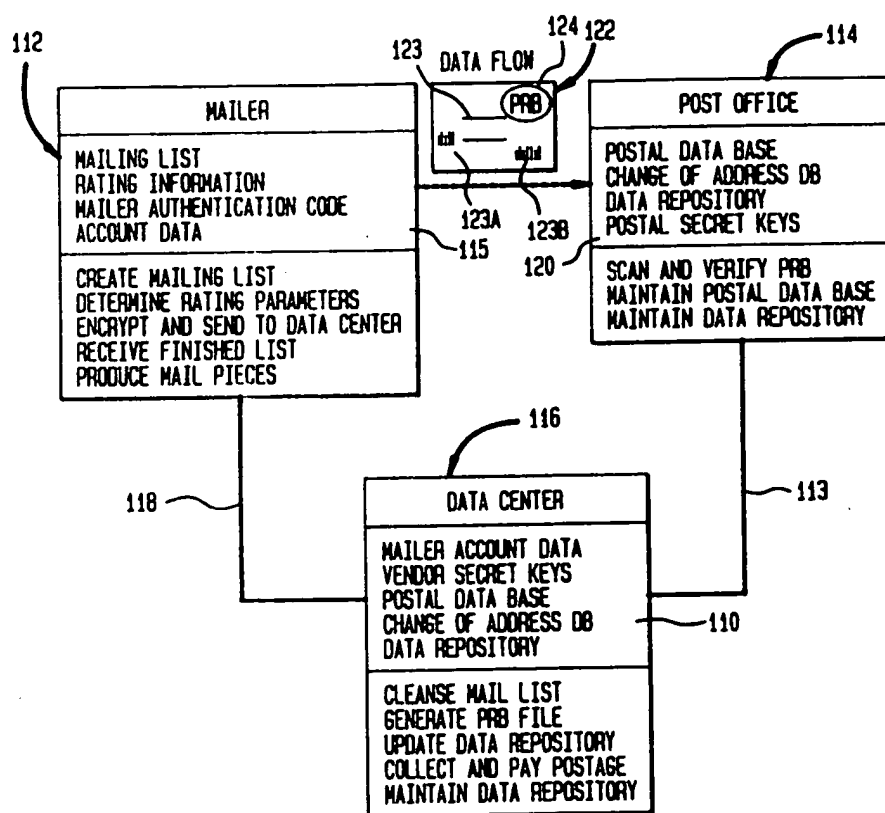 112
123
124
122
114
DATA FLOW
MAILER
MAILING LIST
RATING INFORMATION
MAILER AUTHENTICATION CODE
ACCOUNT DATA
115
CREATE MAILING LIST
DETERMINE RATING PARAMETERS
ENCRYPT AND SEND TO DATA CENTER
RECEIVE FINISHED LIST
PRODUCE MAIL PIECES
PRB
123A
123B
POST OFFICE
POSTAL DATA BASE
CHANGE OF ADDRESS DB
DATA REPOSITORY
POSTAL SECRET KEYS
120
SCAN AND VERIFY PRB
MAINTAIN POSTAL DATA BASE
MAINTAIN DATA REPOSITORY
118
116
113
DATA CENTER
MAILER ACCOUNT DATA
VENDOR SECRET KEYS
POSTAL DATA BASE
CHANGE OF ADDRESS DB
DATA REPOSITORY
110
CLEANSE MAIL LIST
GENERATE PRB FILE
UPDATE DATA REPOSITORY
COLLECT AND PAY POSTAGE
MAINTAIN DATA REPOSITORY